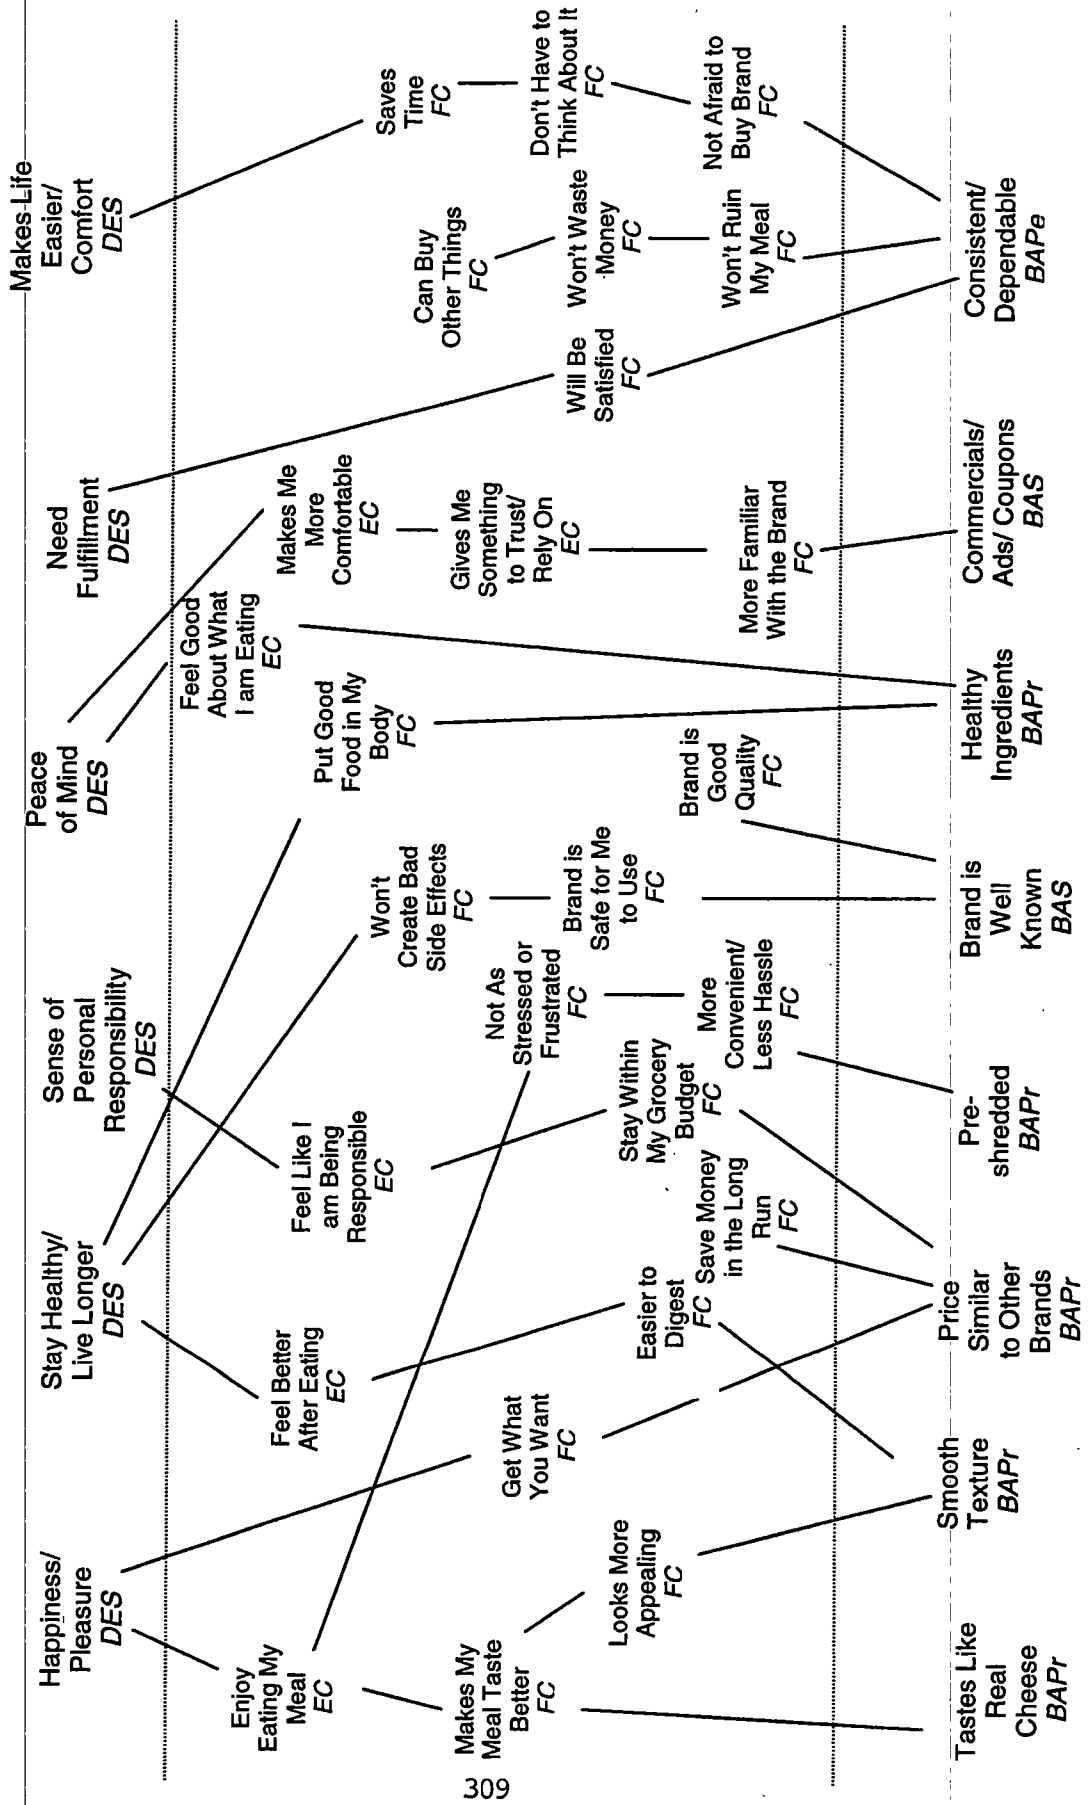 Makes Life
Easier/
Comfort
DES
Need
Fulfillment
DES
Peace
of Mind
DES
Sense of
Personal
Responsibility
DES
Stay Healthy/
Live Longer
DES
Happiness/
Pleasure
DES
Saves
Time
FC
Don't Have to
Think About It
FC
Not Afraid to
Buy Brand
FC
Can Buy
Other Things
FC
Won't Waste
Money
FC
Won't Ruin
My Meal
FC
Will Be
Satisfied
FC
Makes Me
More
Comfortable
EC
Gives Me
Something
to Trust/
Rely On
EC
More Familiar
With the Brand
FC
Feel Good
About What
I am Eating
EC
Put Good
Food in My
Body
FC
Brand is
Good
Quality
FC
Won't
Create Bad
Side Effects
FC
Brand is
Safe for Me
to Use
FC
Not As
Stressed or
Frustrated
FC
More
Convenient/
Less Hassle
FC
Feel Like I
am Being
Responsible
EC
Stay Within
My Grocery
Budget
FC
Save Money
in the Long
Run
FC
Feel Better
After Eating
EC
Easier to
Digest
FC
Get What
You Want
FC
Looks More
Appealing
FC
Enjoy
Eating My
Meal
EC
Makes My
Meal Taste
Better
FC
Consistent/
Dependable
BAPe
Commercials/
Ads/ Coupons
BAS
Healthy
Ingredients
BAPr
Brand is
Well
Known
BAS
Pre-
shredded
BAPr
Price
Similar
to Other
Brands
BAPr
Smooth
Texture
BAPr
Tastes Like
Real
Cheese
BAPr
309